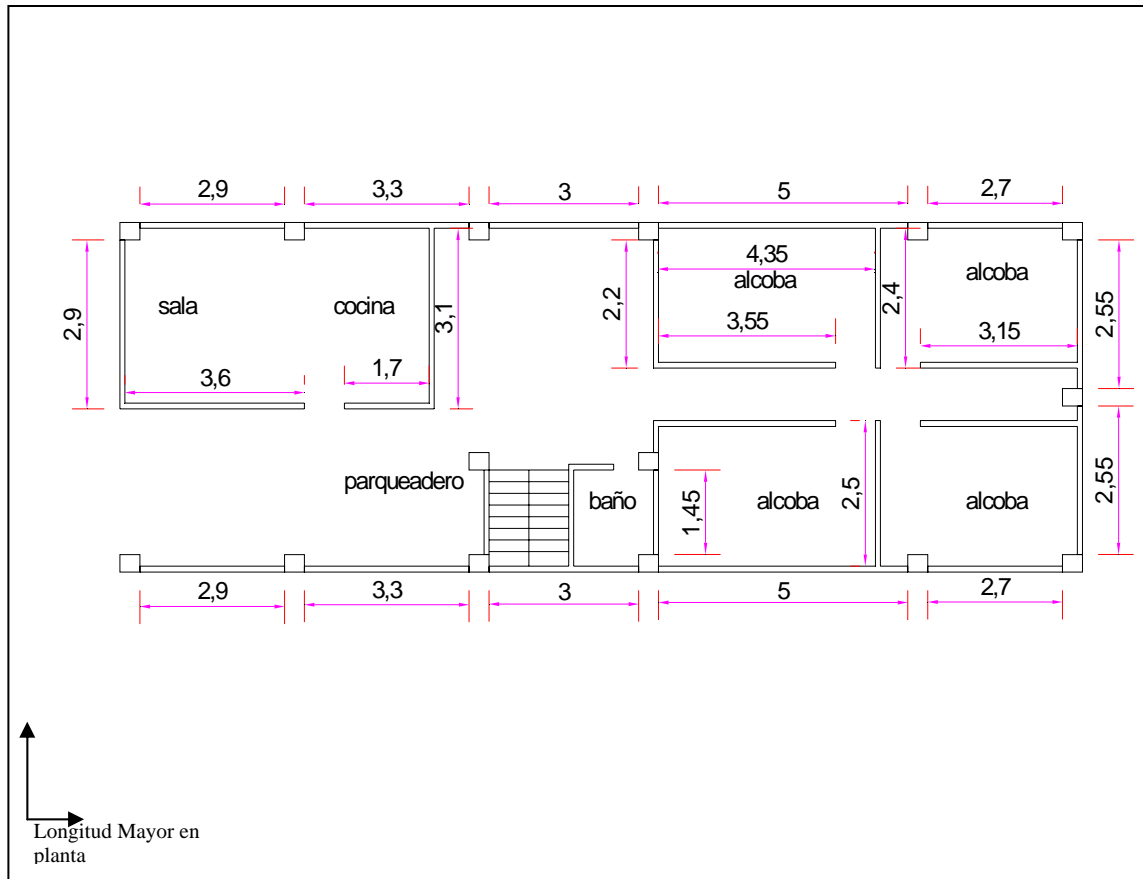 2,9
3,3
3
5
2,7
4,35
alcoba
alcoba
2,9
sala
cocina
3,1
2,2
2,4
2,55
3,55
3,15
3,6
1,7
parqueadero
baño
1,45
alcoba
2,5
alcoba
2,55
2,9
3,3
3
5
2,7
Longitud Mayor en
planta